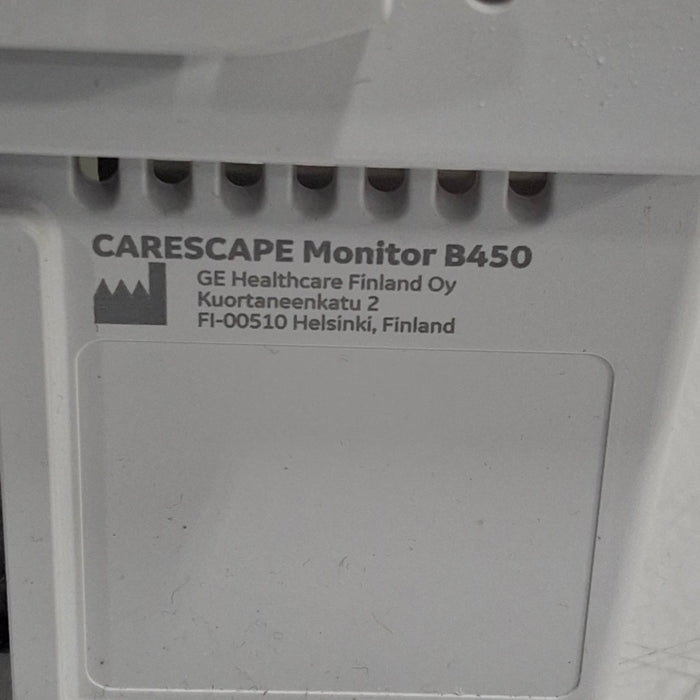 CARESCAPE Monitor B450
GE Healthcare Finland Oy
Kuortaneenkatu 2
FI-00510 Helsinki, Finland